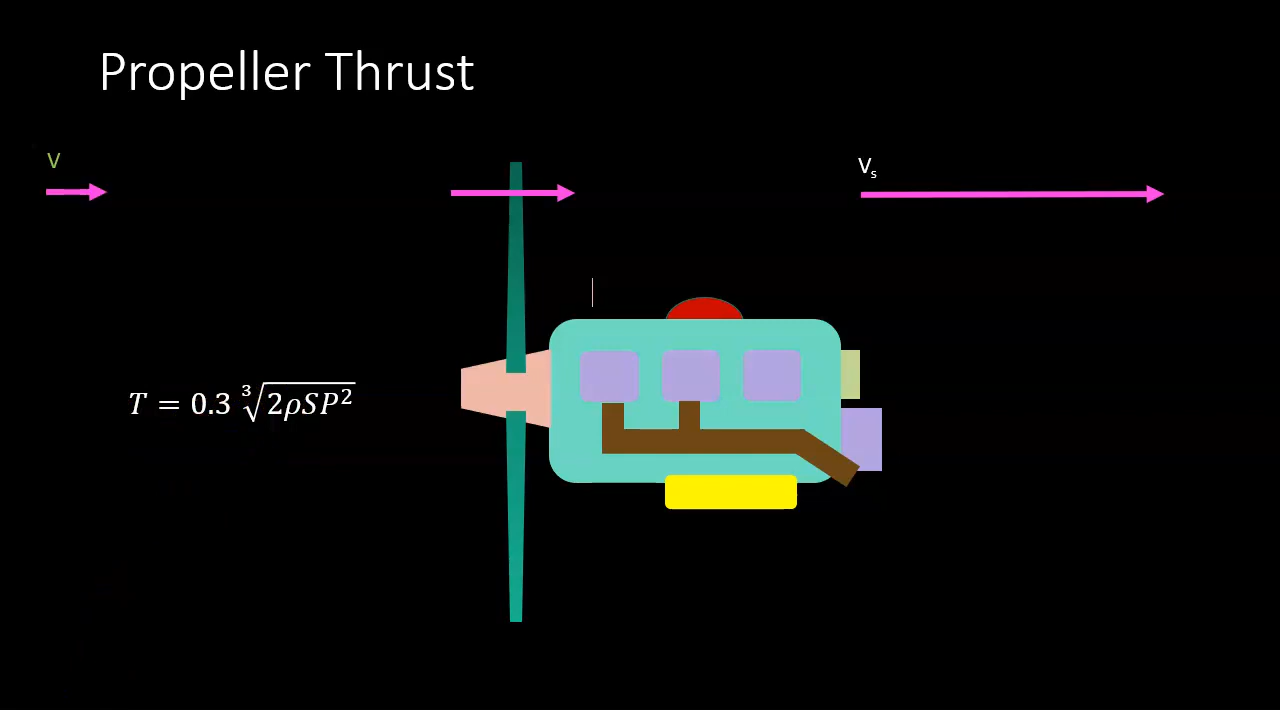 Propeller Thrust
V
Vₛ
T = 0.3 ∛(2ρSP²)